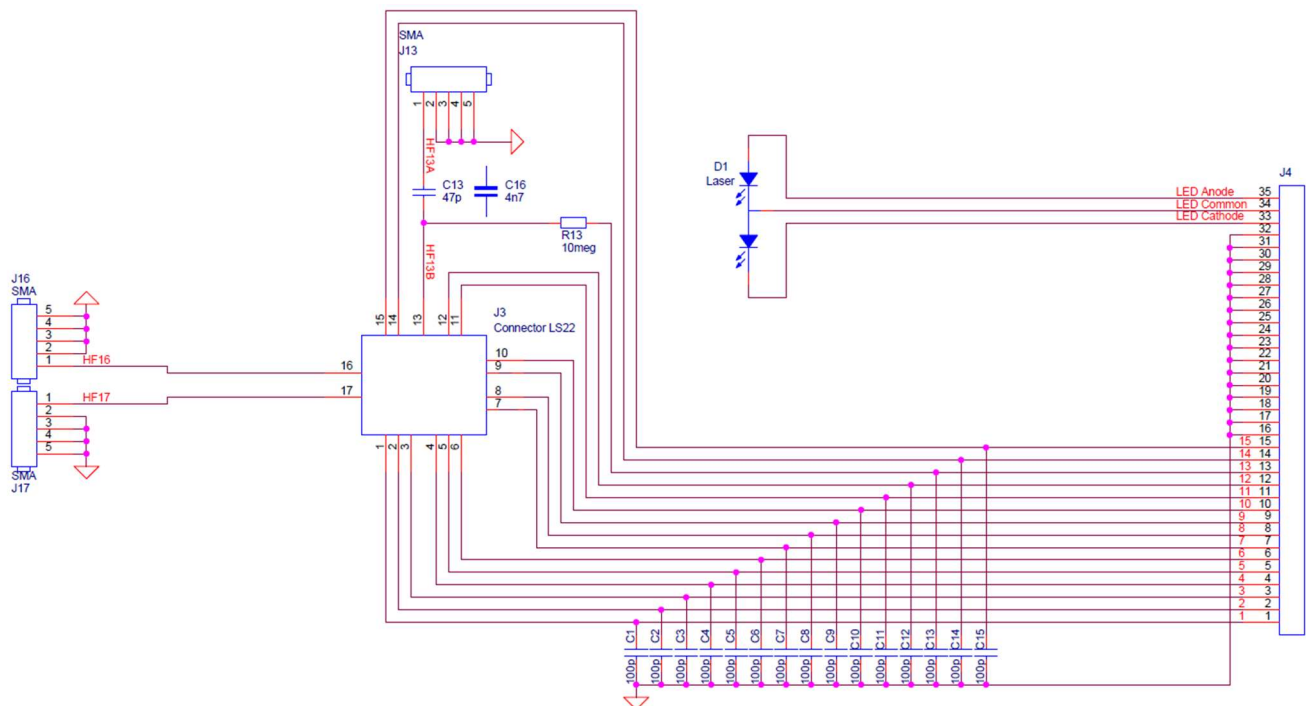 SMA
J13
1
2
3
4
5
HF13A
C13
47p
C16
4n7
R13
10meg
HF13B
D1
Laser
J4
LED Anode 35
LED Common 34
LED Cathode 33
32
31
30
29
28
27
26
25
24
23
22
21
20
19
18
17
16
15 15
14 14
13 13
12 12
11 11
10 10
9 9
8 8
7 7
6 6
5 5
4 4
3 3
2 2
1 1
J16
SMA
5
4
3
2
1
HF16
1
HF17
2
3
4
5
SMA
J17
J3
Connector LS22
15
14
13
12
11
10
9
8
7
16
17
1
2
3
4
5
6
C1
100p
C2
100p
C3
100p
C4
100p
C5
100p
C6
100p
C7
100p
C8
100p
C9
100p
C10
100p
C11
100p
C12
100p
C13
100p
C14
100p
C15
100p